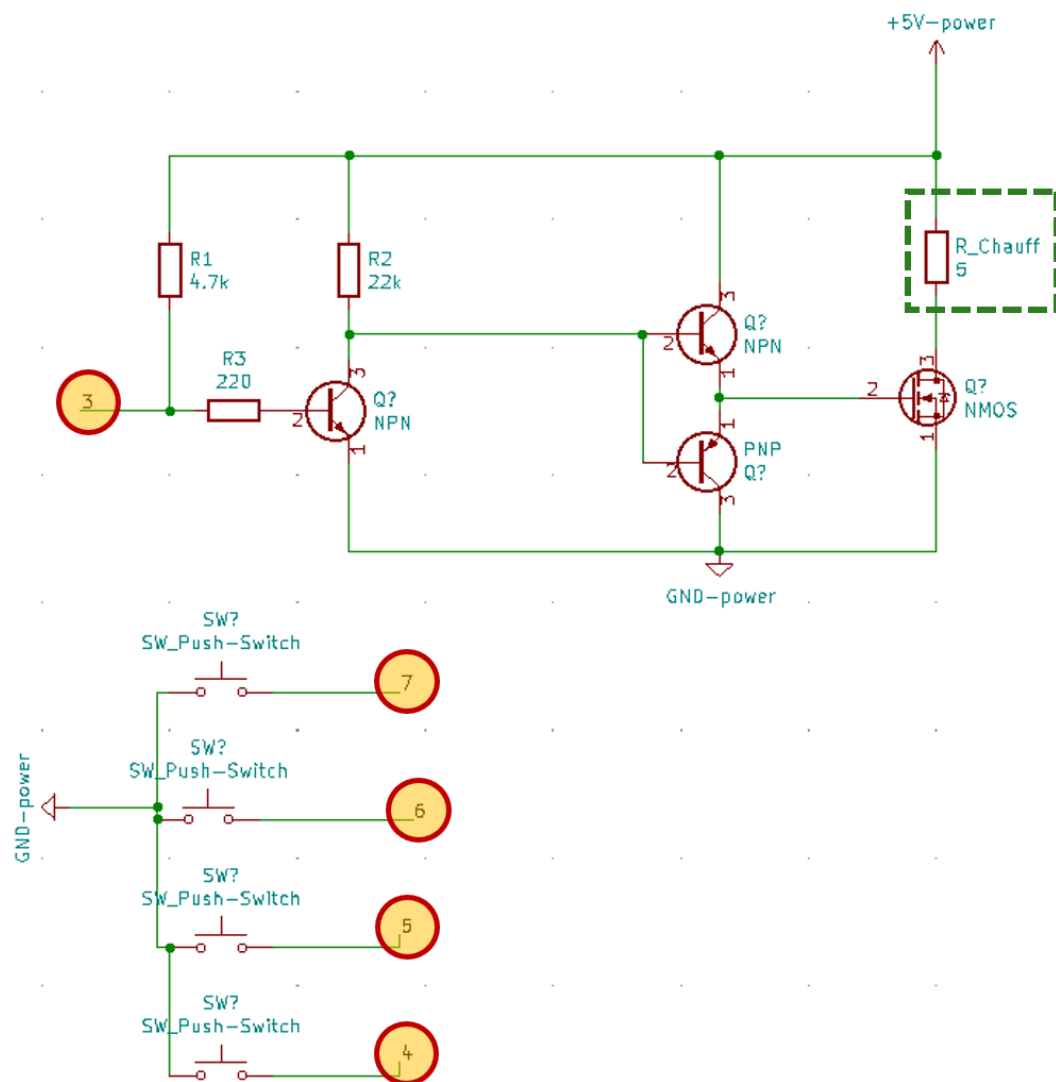 +5V-power
R1
4.7k
R2
22k
R_Chauff
5
3
R3
220
2
3
1
Q?
NPN
2
3
1
Q?
NPN
2
1
3
PNP
Q?
2
3
1
Q?
NMOS
GND-power
SW?
SW_Push-Switch
7
SW?
SW_Push-Switch
6
GND-power
SW?
SW_Push-Switch
5
SW?
SW_Push-Switch
4